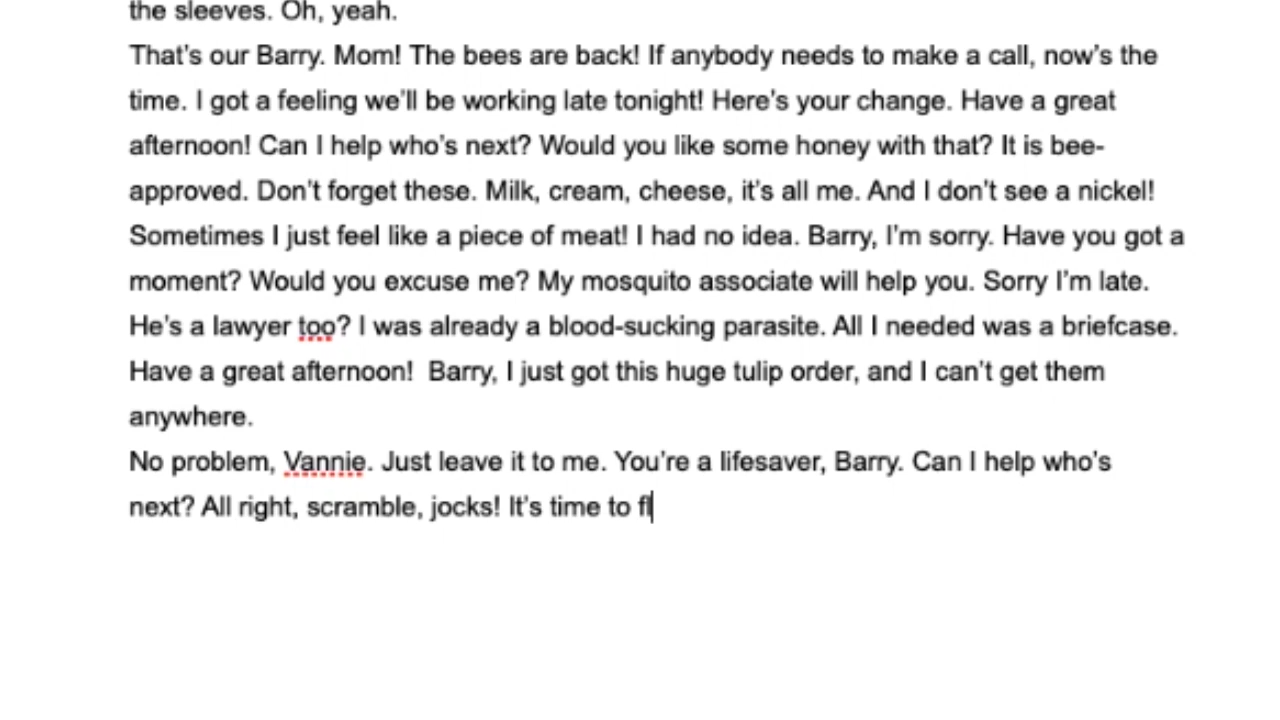 the sleeves. Oh, yeah.
That's our Barry. Mom! The bees are back! If anybody needs to make a call, now's the
time. I got a feeling we'll be working late tonight! Here's your change. Have a great
afternoon! Can I help who's next? Would you like some honey with that? It is bee-
approved. Don't forget these. Milk, cream, cheese, it's all me. And I don't see a nickel!
Sometimes I just feel like a piece of meat! I had no idea. Barry, I'm sorry. Have you got a
moment? Would you excuse me? My mosquito associate will help you. Sorry I'm late.
He's a lawyer too? I was already a blood-sucking parasite. All I needed was a briefcase.
Have a great afternoon!  Barry, I just got this huge tulip order, and I can't get them
anywhere.
No problem, Vannie. Just leave it to me. You're a lifesaver, Barry. Can I help who's
next? All right, scramble, jocks! It's time to fl